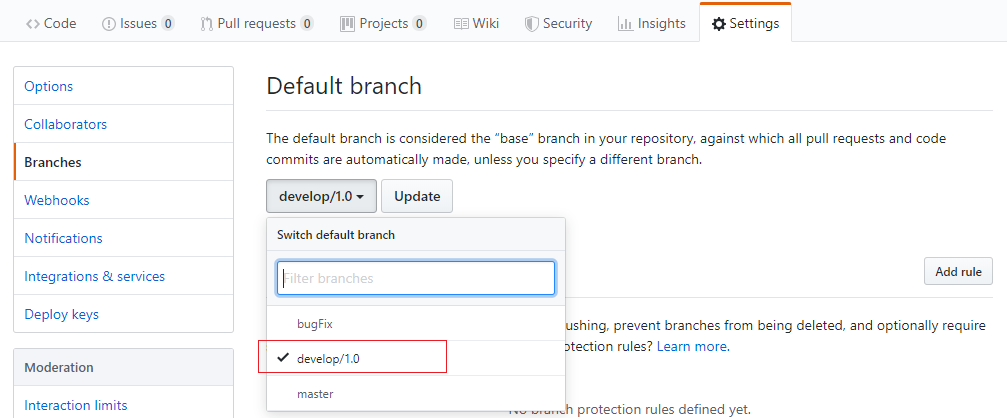 Code Issues 0 Pull requests 0 Projects 0 Wiki Security Insights Settings
Options
Collaborators
Branches
Webhooks
Notifications
Integrations & services
Deploy keys
Moderation
Interaction limits
Default branch
The default branch is considered the “base” branch in your repository, against which all pull requests and code
commits are automatically made, unless you specify a different branch.
develop/1.0 Update
Switch default branch
Filter branches
bugFix
develop/1.0
master
Add rule
ushing, prevent branches from being deleted, and optionally require
otection rules? Learn more.
No branch protection rules defined yet.